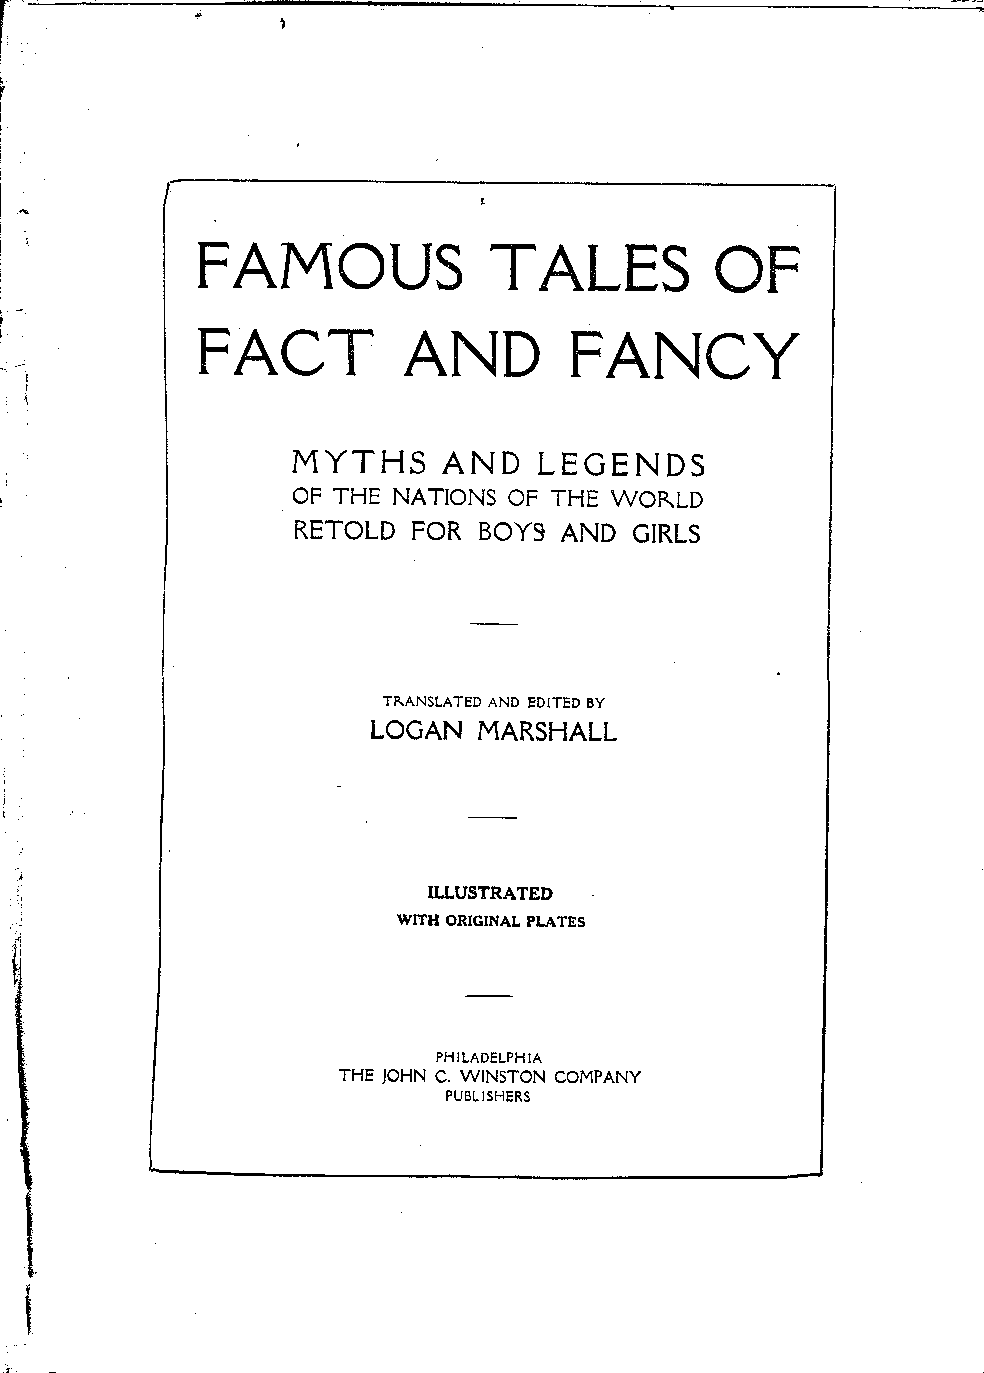 FAMOUS TALES OF
FACT AND FANCY
MYTHS AND LEGENDS
OF THE NATIONS OF THE WORLD
RETOLD FOR BOYS AND GIRLS
TRANSLATED AND EDITED BY
LOGAN MARSHALL
ILLUSTRATED
WITH ORIGINAL PLATES
PHILADELPHIA
THE JOHN C. WINSTON COMPANY
PUBLISHERS